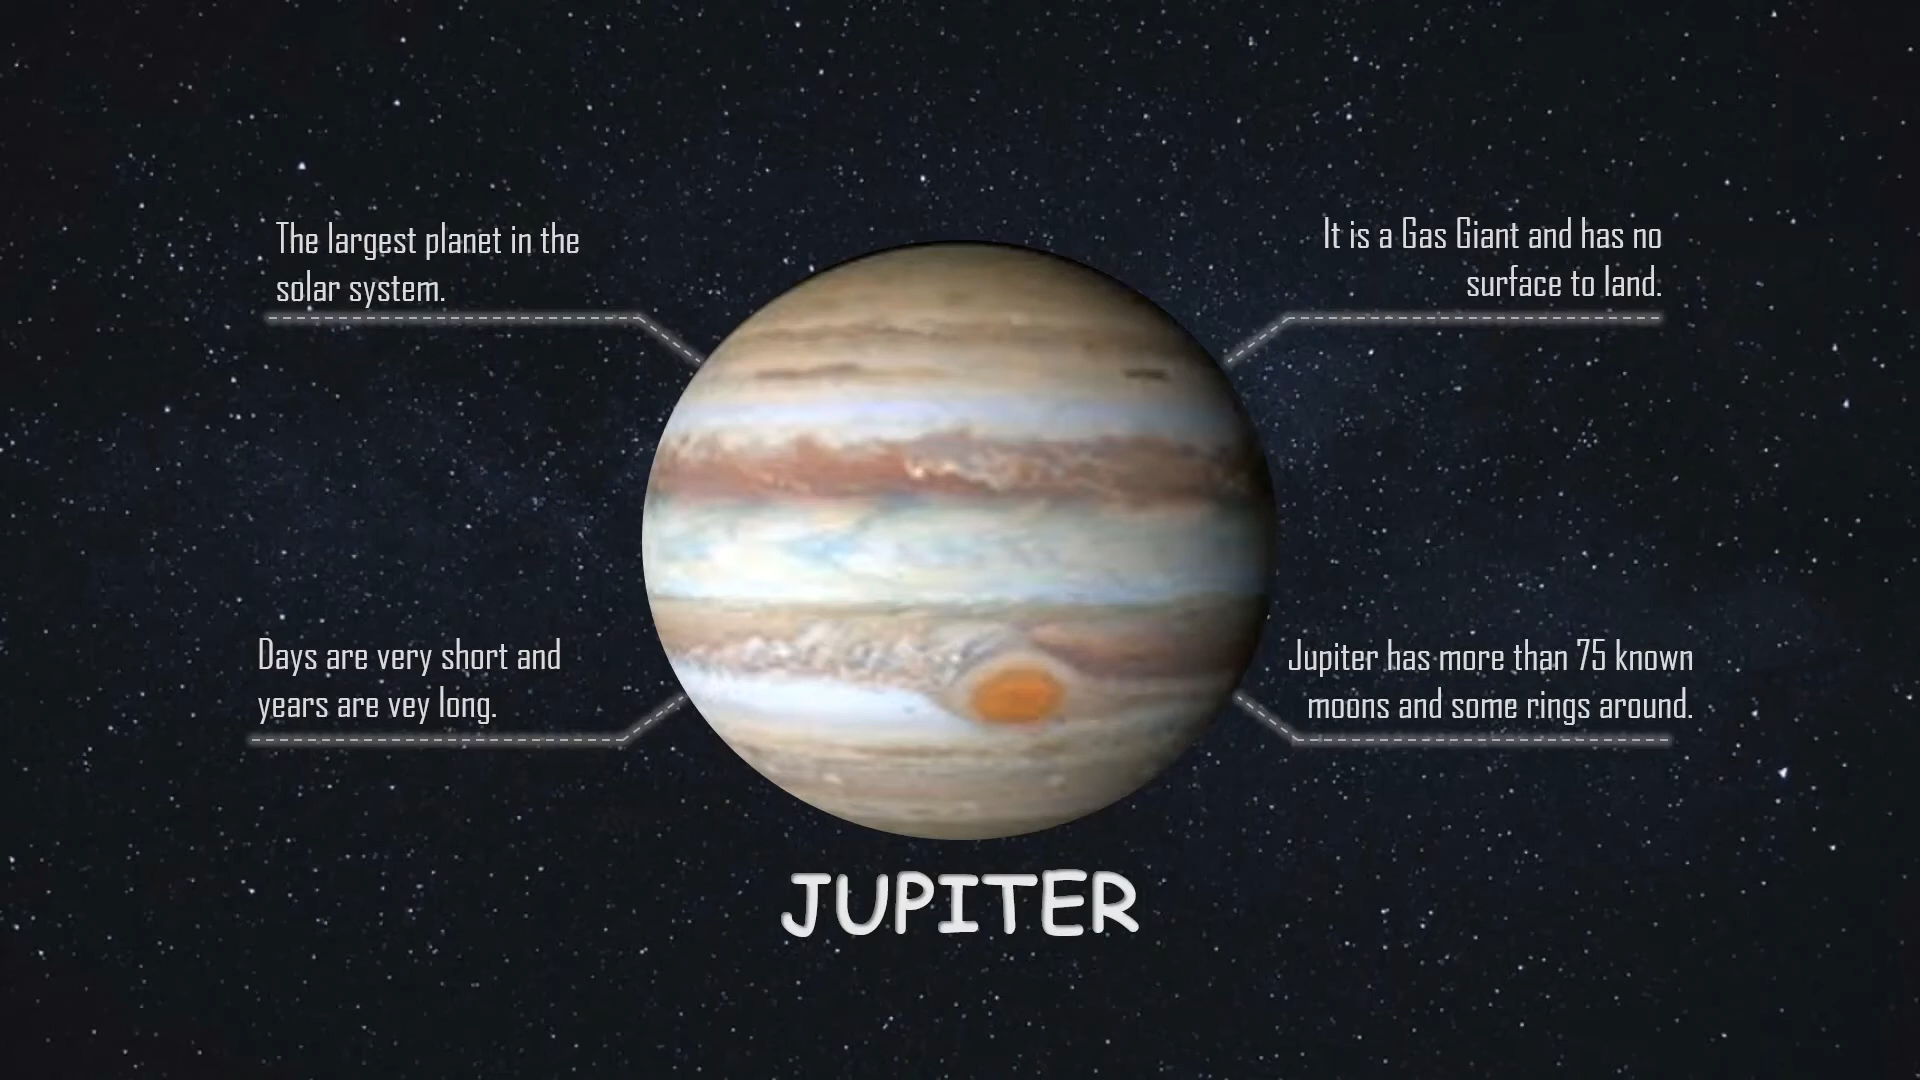 The largest planet in the
solar system.
It is a Gas Giant and has no
surface to land.
Days are very short and
years are vey long.
Jupiter has more than 75 known
moons and some rings around.
JUPITER